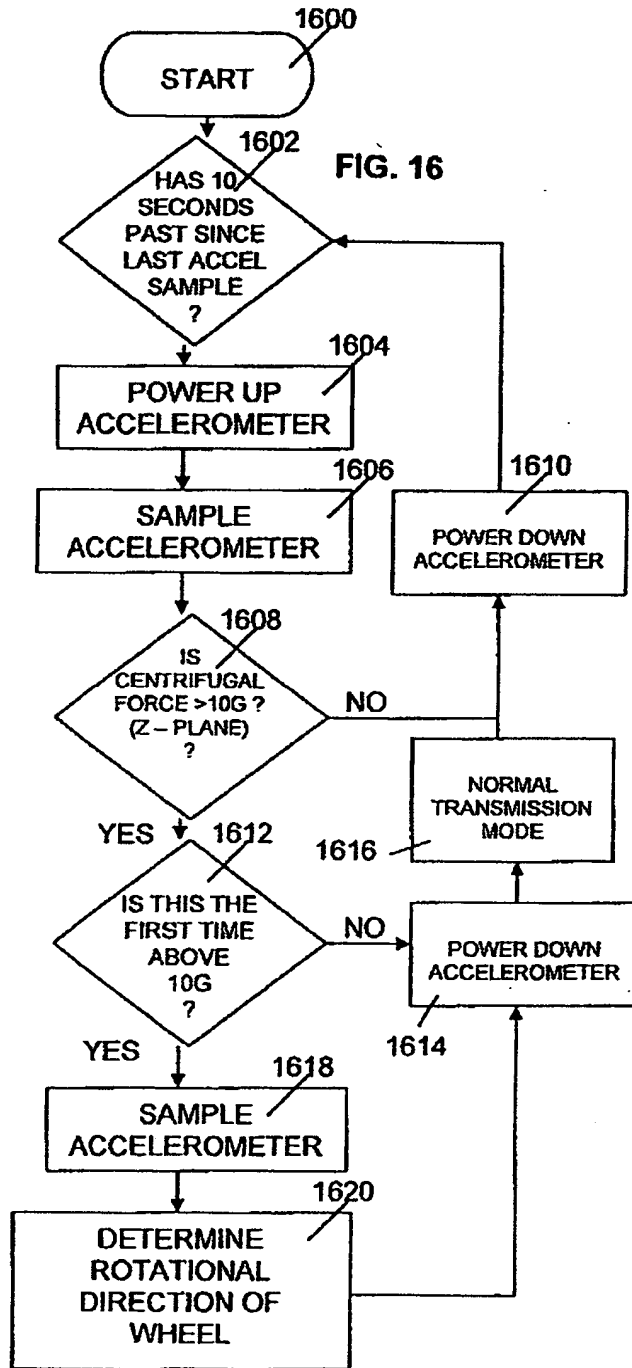 1600
START
1602
FIG. 16
HAS 10
SECONDS
PAST SINCE
LAST ACCEL
SAMPLE
?
1604
POWER UP
ACCELEROMETER
1606
SAMPLE
ACCELEROMETER
1610
POWER DOWN
ACCELEROMETER
1608
IS
CENTRIFUGAL
FORCE >10G ?
(Z – PLANE)
?
NO
YES
NORMAL
TRANSMISSION
MODE
1616
1612
IS THIS THE
FIRST TIME
ABOVE
10G
?
NO
POWER DOWN
ACCELEROMETER
1614
YES
1618
SAMPLE
ACCELEROMETER
1620
DETERMINE
ROTATIONAL
DIRECTION OF
WHEEL